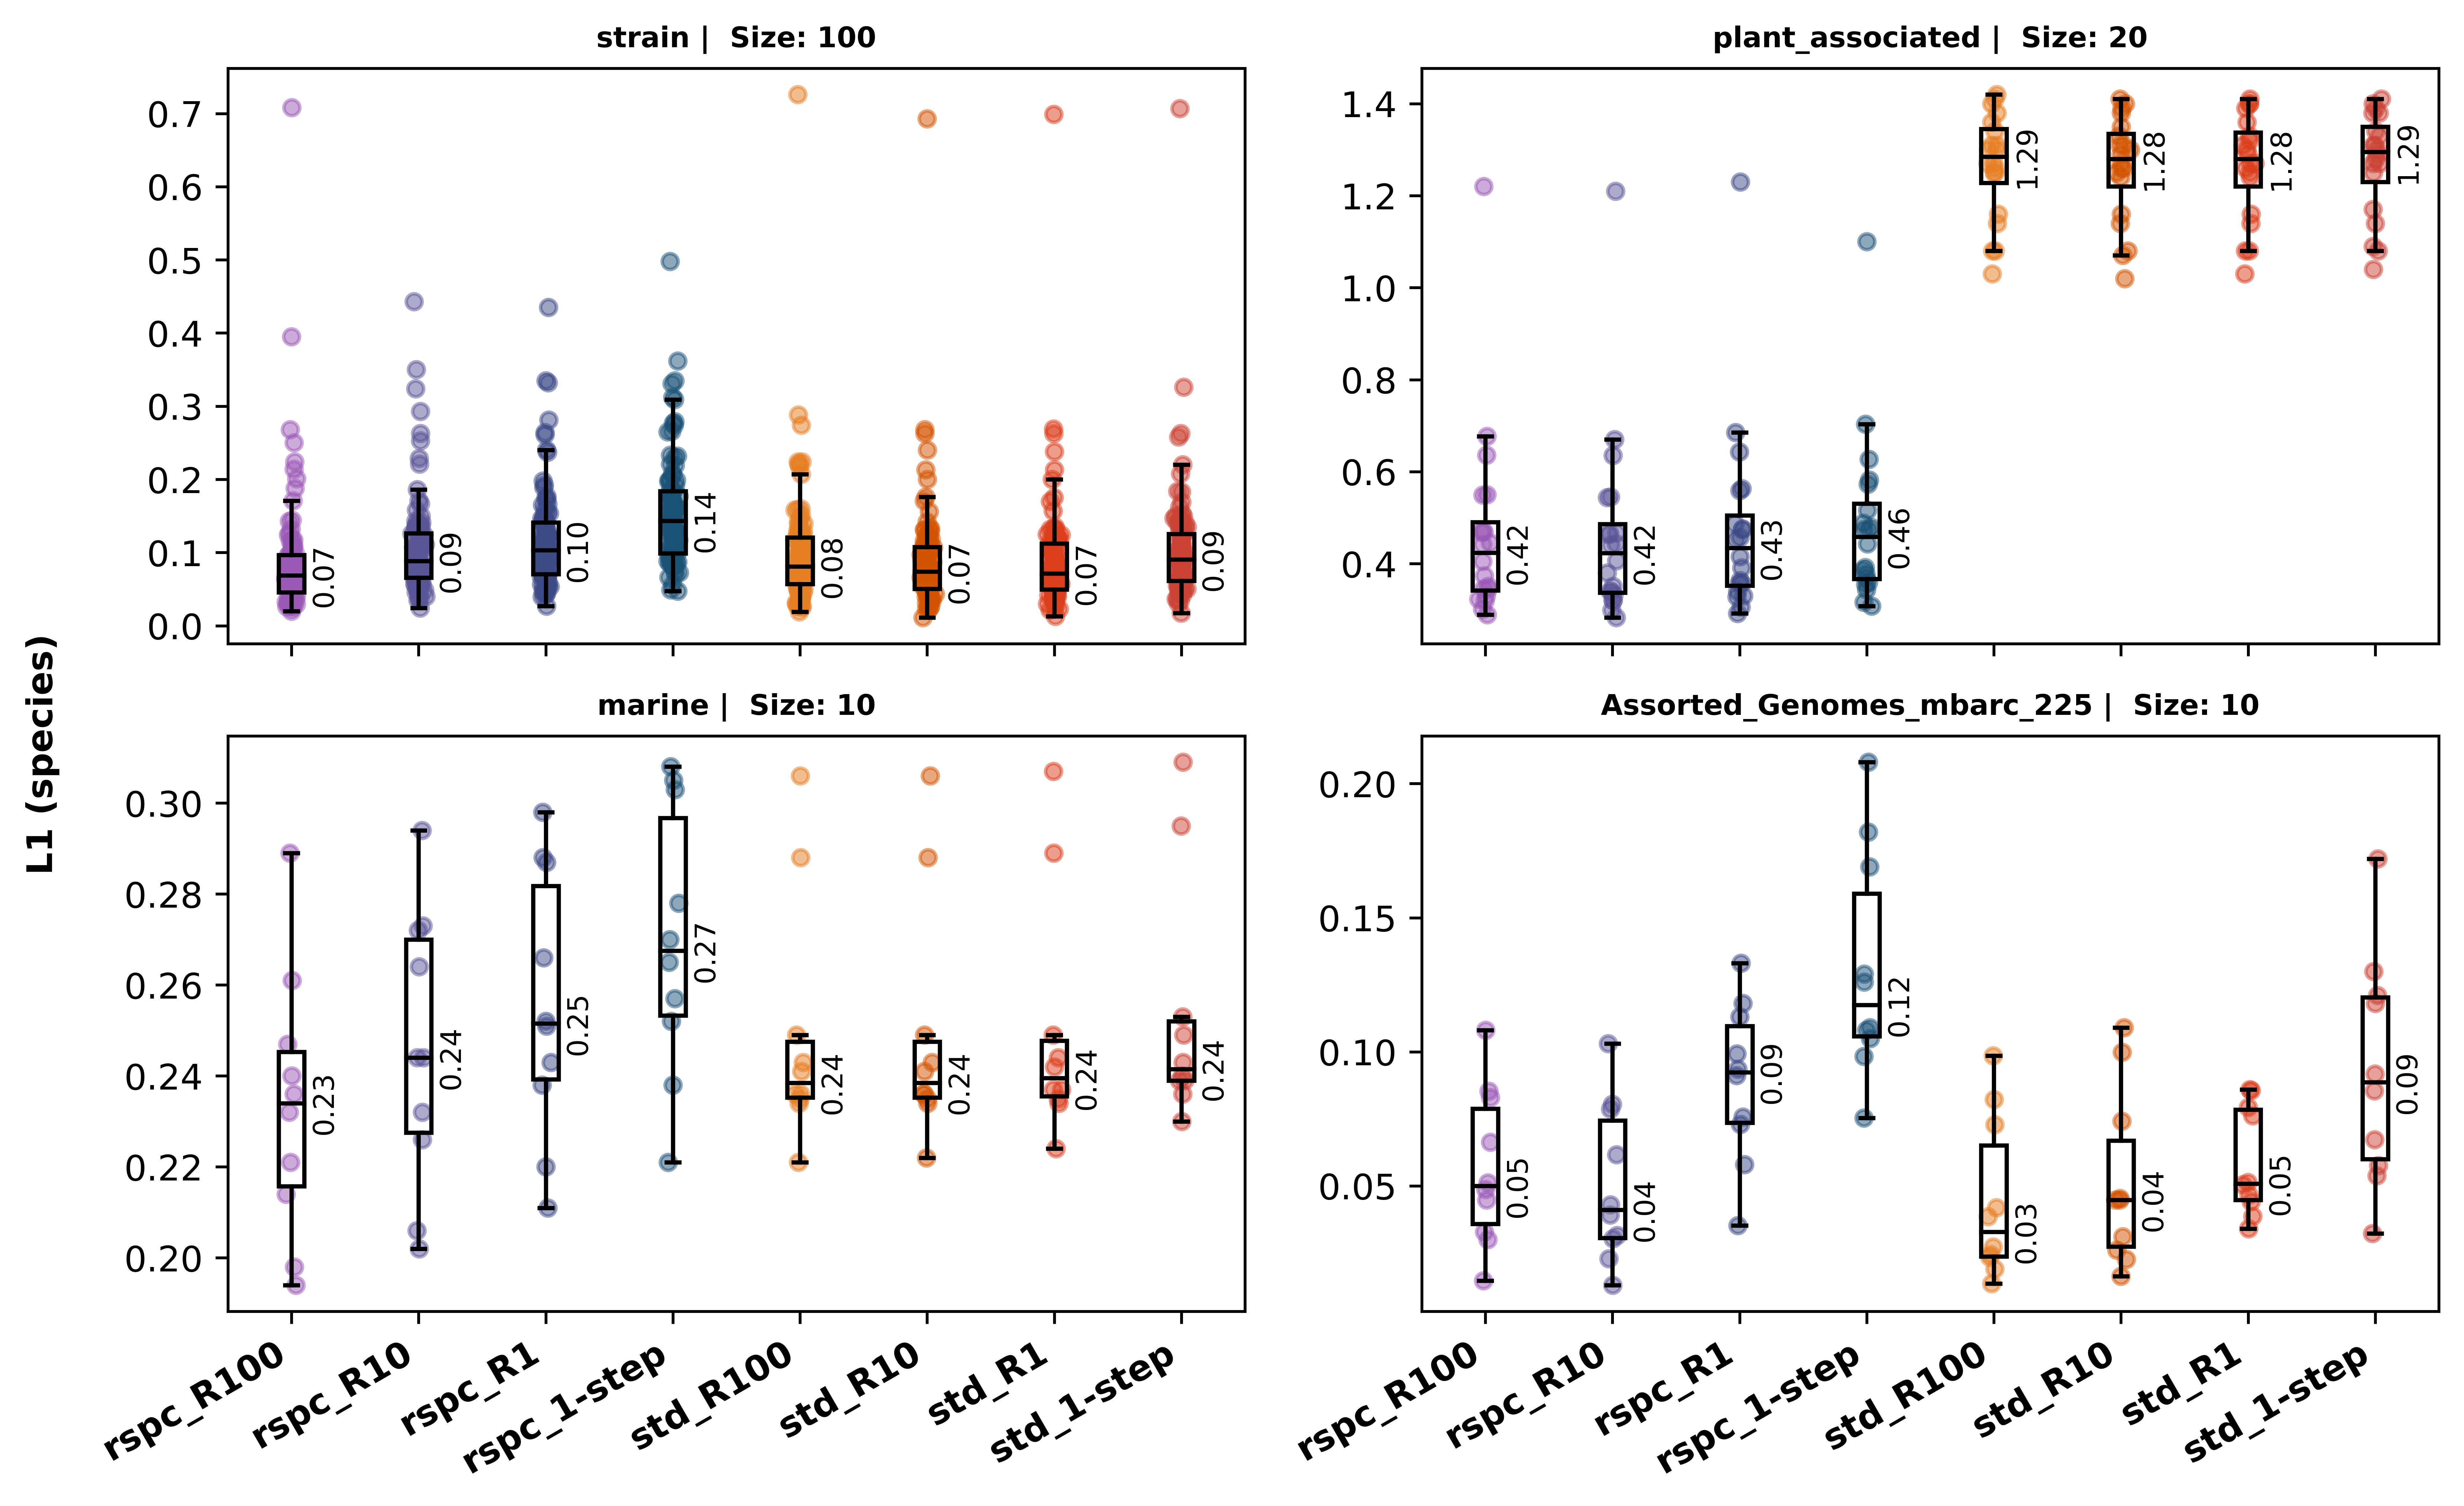 L1 (species)
strain | Size: 100
0.7
0.6
0.5
0.4
0.3
0.2
0.1
0.0
0.07
0.09
0.10
0.14
0.08
0.07
0.07
0.09
plant_associated | Size: 20
1.4
1.2
1.0
0.8
0.6
0.4
0.42
0.42
0.43
0.46
1.29
1.28
1.28
1.29
marine | Size: 10
0.30
0.28
0.26
0.24
0.22
0.20
0.23
0.24
0.25
0.27
0.24
0.24
0.24
0.24
rspc_R100
rspc_R10
rspc_R1
rspc_1-step
std_R100
std_R10
std_R1
std_1-step
Assorted_Genomes_mbarc_225 | Size: 10
0.20
0.15
0.10
0.05
0.05
0.04
0.09
0.12
0.03
0.04
0.05
0.09
rspc_R100
rspc_R10
rspc_R1
rspc_1-step
std_R100
std_R10
std_R1
std_1-step